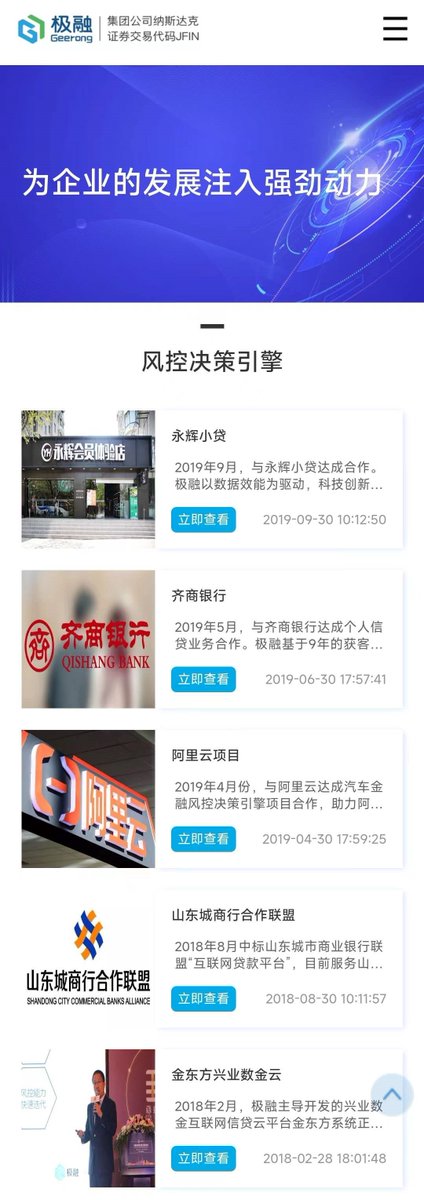 极融
Geerong
集团公司纳斯达克
证券交易代码JFIN
为企业的发展注入强劲动力
风控决策引擎
永辉会员体验店
永辉小贷
2019年9月，与永辉小贷达成合作。
极融以数据效能为驱动，科技创新...
立即查看
2019-09-30 10:12:50
齐商银行
QISHANG BANK
齐商银行
2019年5月，与齐商银行达成个人信
贷业务合作。极融基于9年的获客...
立即查看
2019-06-30 17:57:41
阿里云
阿里云项目
2019年4月份，与阿里云达成汽车金
融风控决策引擎项目合作，助力阿...
立即查看
2019-04-30 17:59:25
山东城商行合作联盟
SHANDONG CITY COMMERCIAL BANKS ALLIANCE
山东城商行合作联盟
2018年8月中标山东城市商业银行联
盟“互联网贷款平台”，目前服务山...
立即查看
2018-08-30 10:11:57
风控能力
快速迭代
极融
金东方兴业数金云
2018年2月，极融主导开发的兴业数
金互联网信贷云平台金东方系统正...
立即查看
2018-02-28 18:01:48